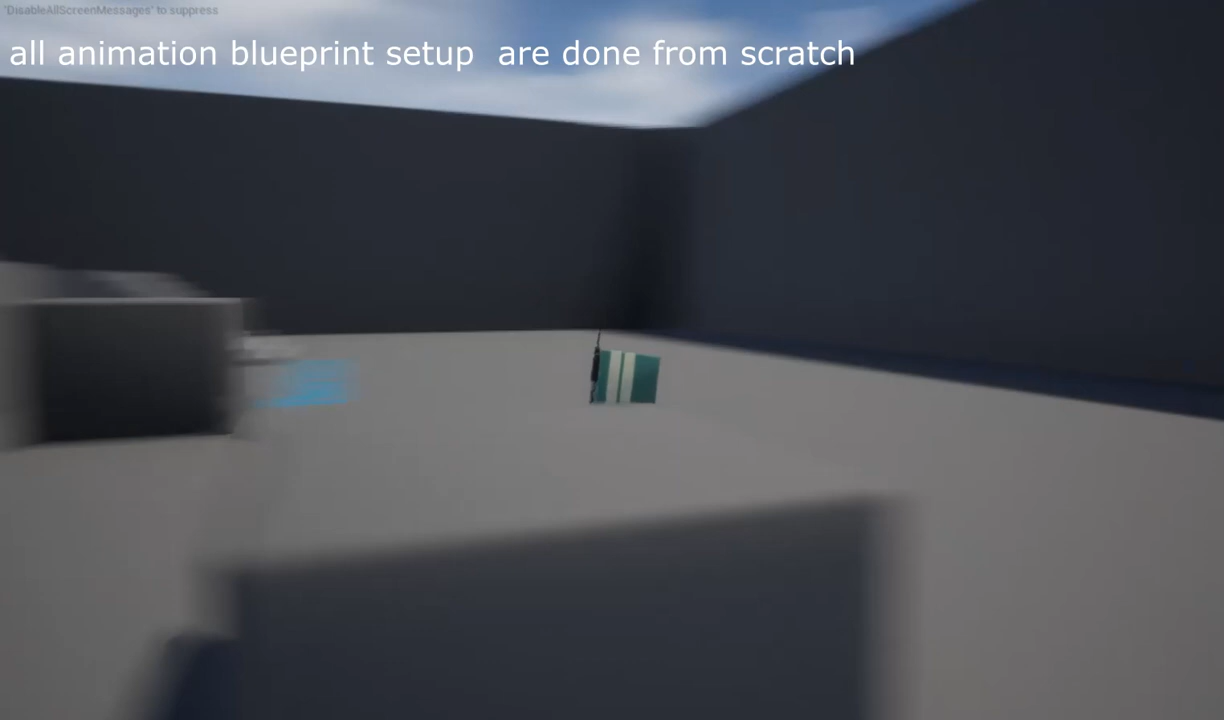 'DisableAllScreenMessages' to suppress
all animation blueprint setup  are done from scratch